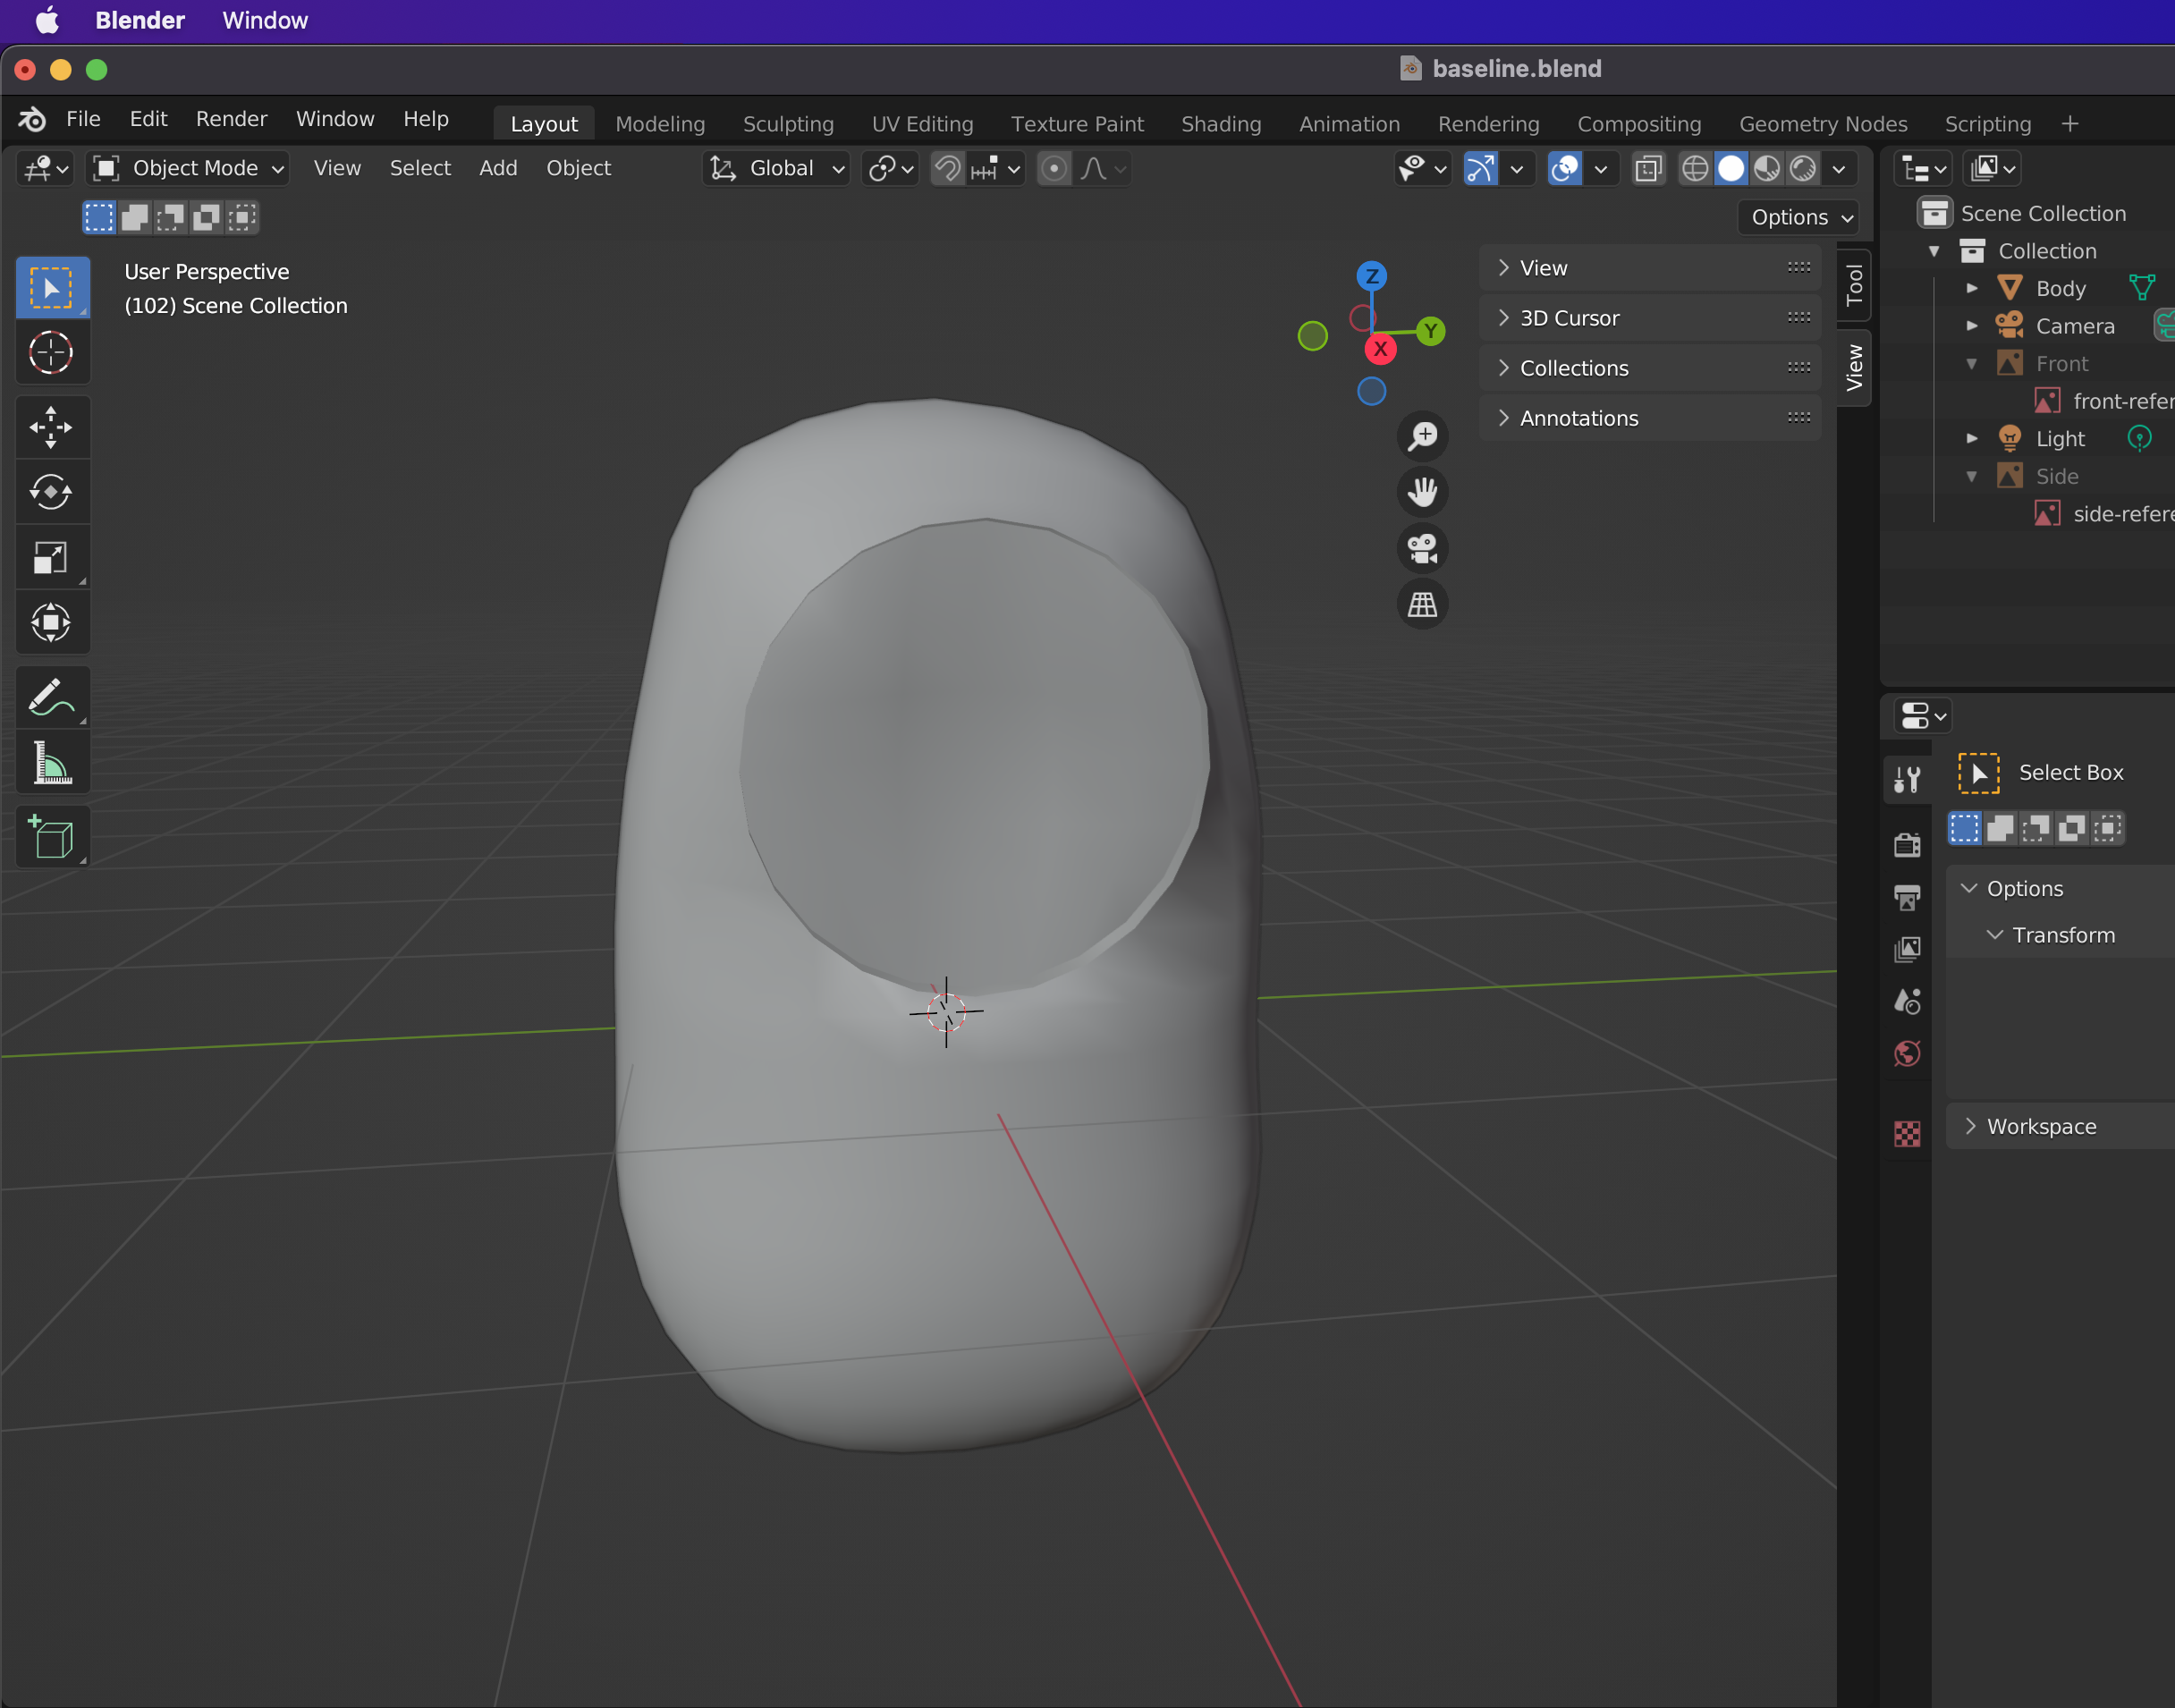 Blender Window
baseline.blend
File Edit Render Window Help Layout Modeling Sculpting UV Editing Texture Paint Shading Animation Rendering Compositing Geometry Nodes Scripting +
Object Mode View Select Add Object Global
Options
User Perspective
(102) Scene Collection
Z
Y
X
View
3D Cursor
Collections
Annotations
Tool
View
Scene Collection
Collection
Body
Camera
Front
front-refer
Light
Side
side-refere
Select Box
Options
Transform
Workspace